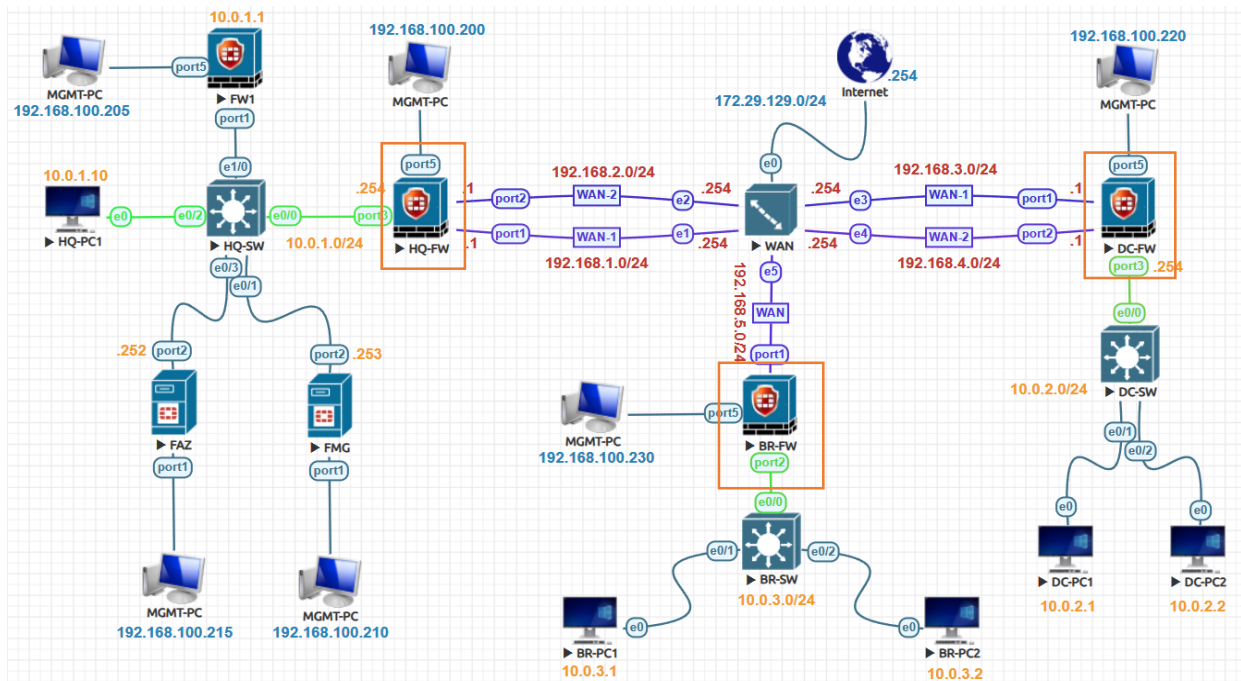 10.0.1.1
MGMT-PC
192.168.100.205
port5
FW1
port1
192.168.100.200
MGMT-PC
port5
172.29.129.0/24
.254
Internet
192.168.100.220
MGMT-PC
port5
10.0.1.10
e0
HQ-PC1
e0/2
e1/0
e0/0
HQ-SW
10.0.1.0/24
.254
port3
HQ-FW
.1
port2
192.168.2.0/24
WAN-2
e2
.254
.1
port1
WAN-1
192.168.1.0/24
e1
.254
e0
WAN
.254
e3
192.168.3.0/24
WAN-1
port1
.1
.254
e4
WAN-2
192.168.4.0/24
port2
.1
DC-FW
port3
.254
e0/3
e0/1
.252
port2
FAZ
port1
port2
.253
FMG
port1
MGMT-PC
192.168.100.215
MGMT-PC
192.168.100.210
e5
WAN
192.168.5.0/24
port1
MGMT-PC
192.168.100.230
port5
BR-FW
port2
e0/0
e0/1
e0/2
BR-SW
10.0.3.0/24
BR-PC1
e0
10.0.3.1
e0
BR-PC2
10.0.3.2
e0/0
10.0.2.0/24
DC-SW
e0/1
e0/2
e0
e0
DC-PC1
DC-PC2
10.0.2.1
10.0.2.2